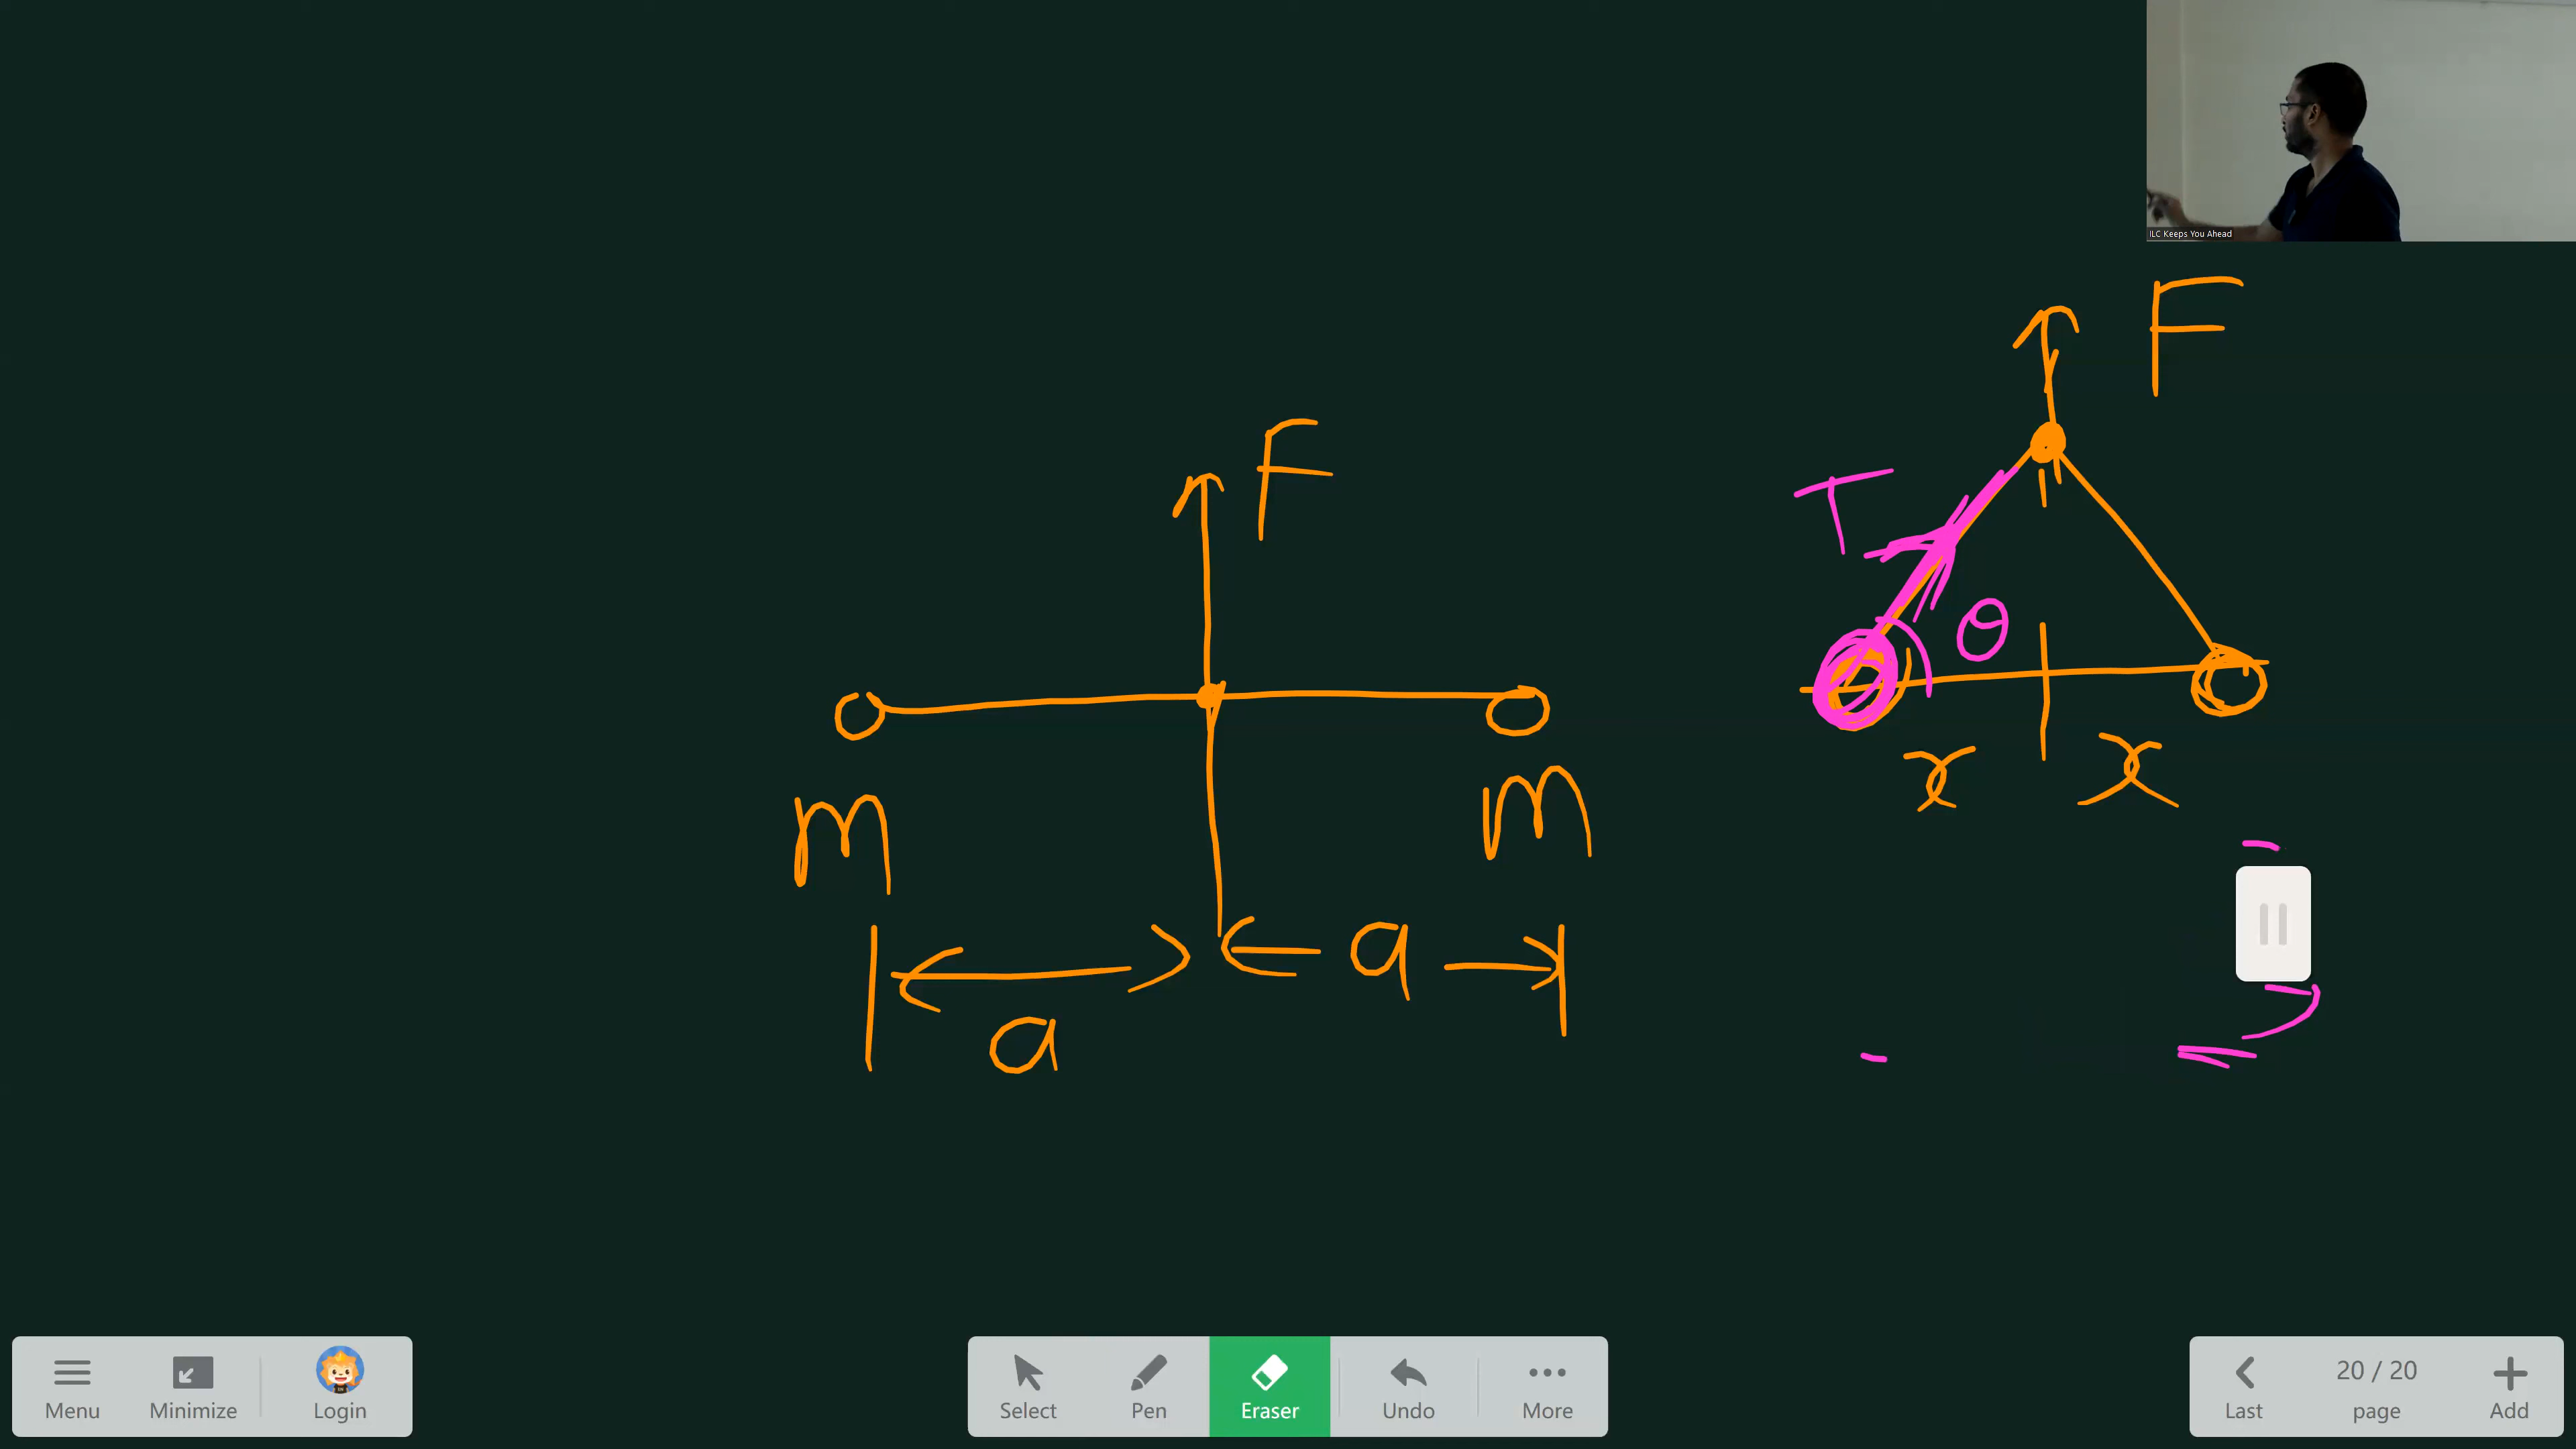 ILC Keeps You Ahead
F
F
T
θ
x x
m m
a
a
Menu Minimize Login
Select Pen Eraser Undo More
20 / 20
Last page Add